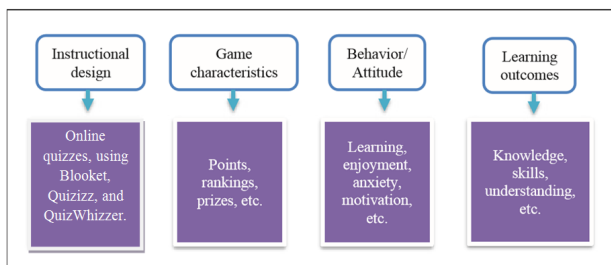 Instructional
design
Game
characteristics
Behavior/
Attitude
Learning
outcomes
Online
quizzes, using
Blooket,
Quizizz, and
QuizWhizzer.
Points,
rankings,
prizes, etc.
Learning,
enjoyment,
anxiety,
motivation,
etc.
Knowledge,
skills,
understanding,
etc.